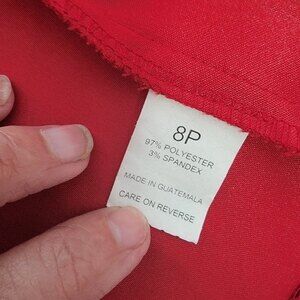 8P
97% POLYESTER
3% SPANDEX
MADE IN GUATEMALA
CARE ON REVERSE